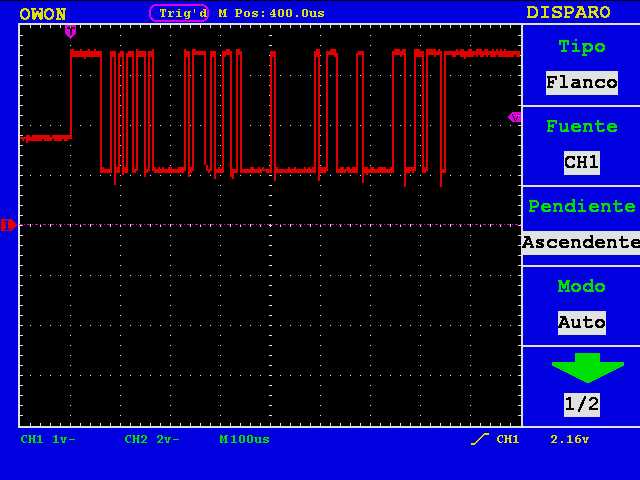 OWON Trig'd M Pos:400.0us DISPARO
T
Tipo
Flanco
Fuente
CH1
Pendiente
Ascendente
Modo
Auto
1/2
1
CH1 1v- CH2 2v- M100us CH1 2.16v